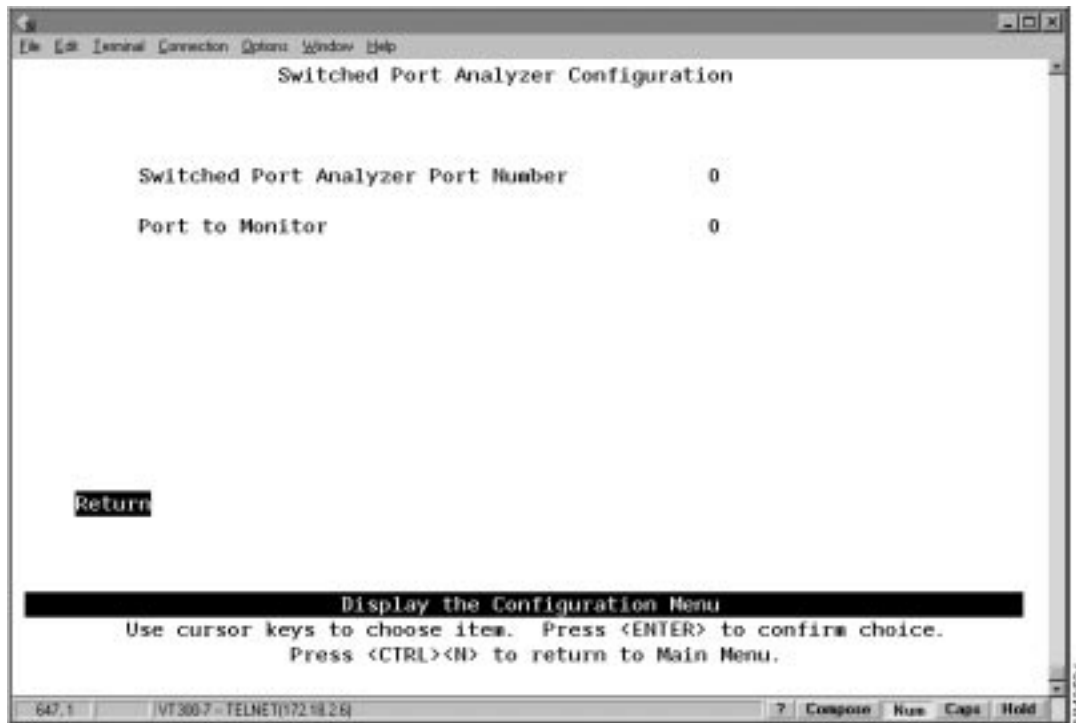 File Edit Terminal Connection Options Window Help
Switched Port Analyzer Configuration
Switched Port Analyzer Port Number 0
Port to Monitor 0
Return
Display the Configuration Menu
Use cursor keys to choose item. Press <ENTER> to confirm choice.
Press <CTRL><N> to return to Main Menu.
647,1 VT300-7 - TELNET(172.18.2.6) ? Compose Num Caps Hold